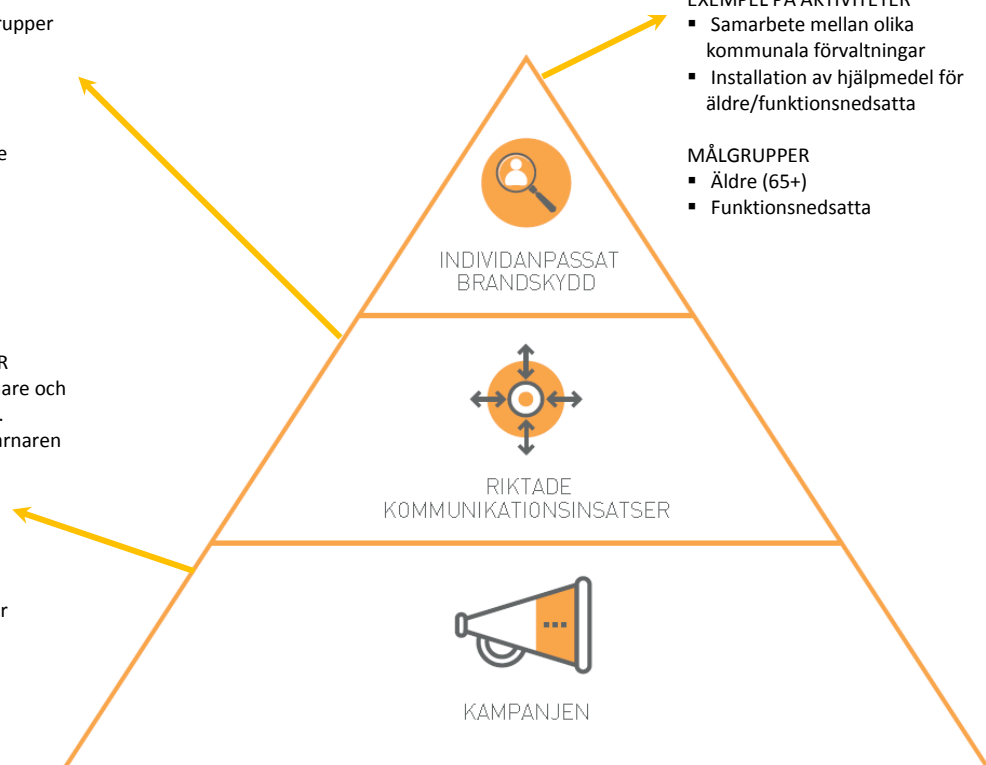 rupper
e
R
are och
.
arnaren
r
EXEMPEL PÅ AKTIVITETER
▪ Samarbete mellan olika
kommunala förvaltningar
▪ Installation av hjälpmedel för
äldre/funktionsnedsatta
MÅLGRUPPER
▪ Äldre (65+)
▪ Funktionsnedsatta
INDIVIDANPASSAT
BRANDSKYDD
RIKTADE
KOMMUNIKATIONSINSATSER
KAMPANJEN